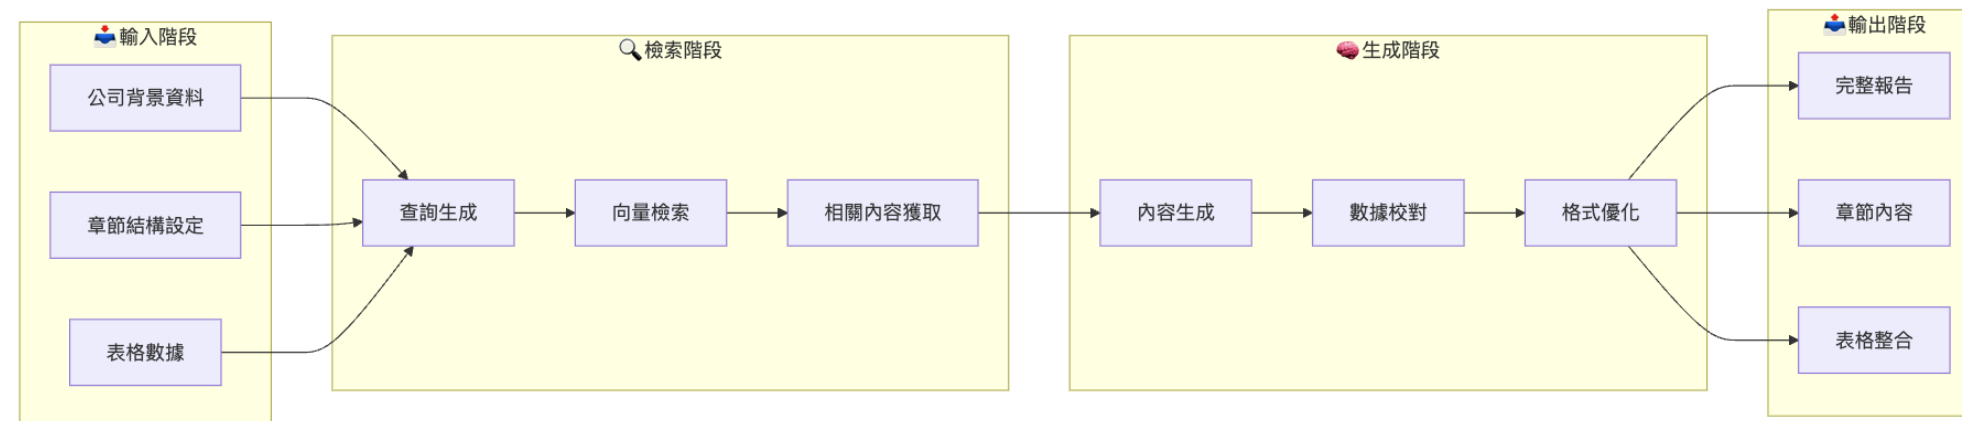 輸入階段
公司背景資料
章節結構設定
表格數據
檢索階段
查詢生成
向量檢索
相關內容獲取
生成階段
內容生成
數據校對
格式優化
輸出階段
完整報告
章節內容
表格整合